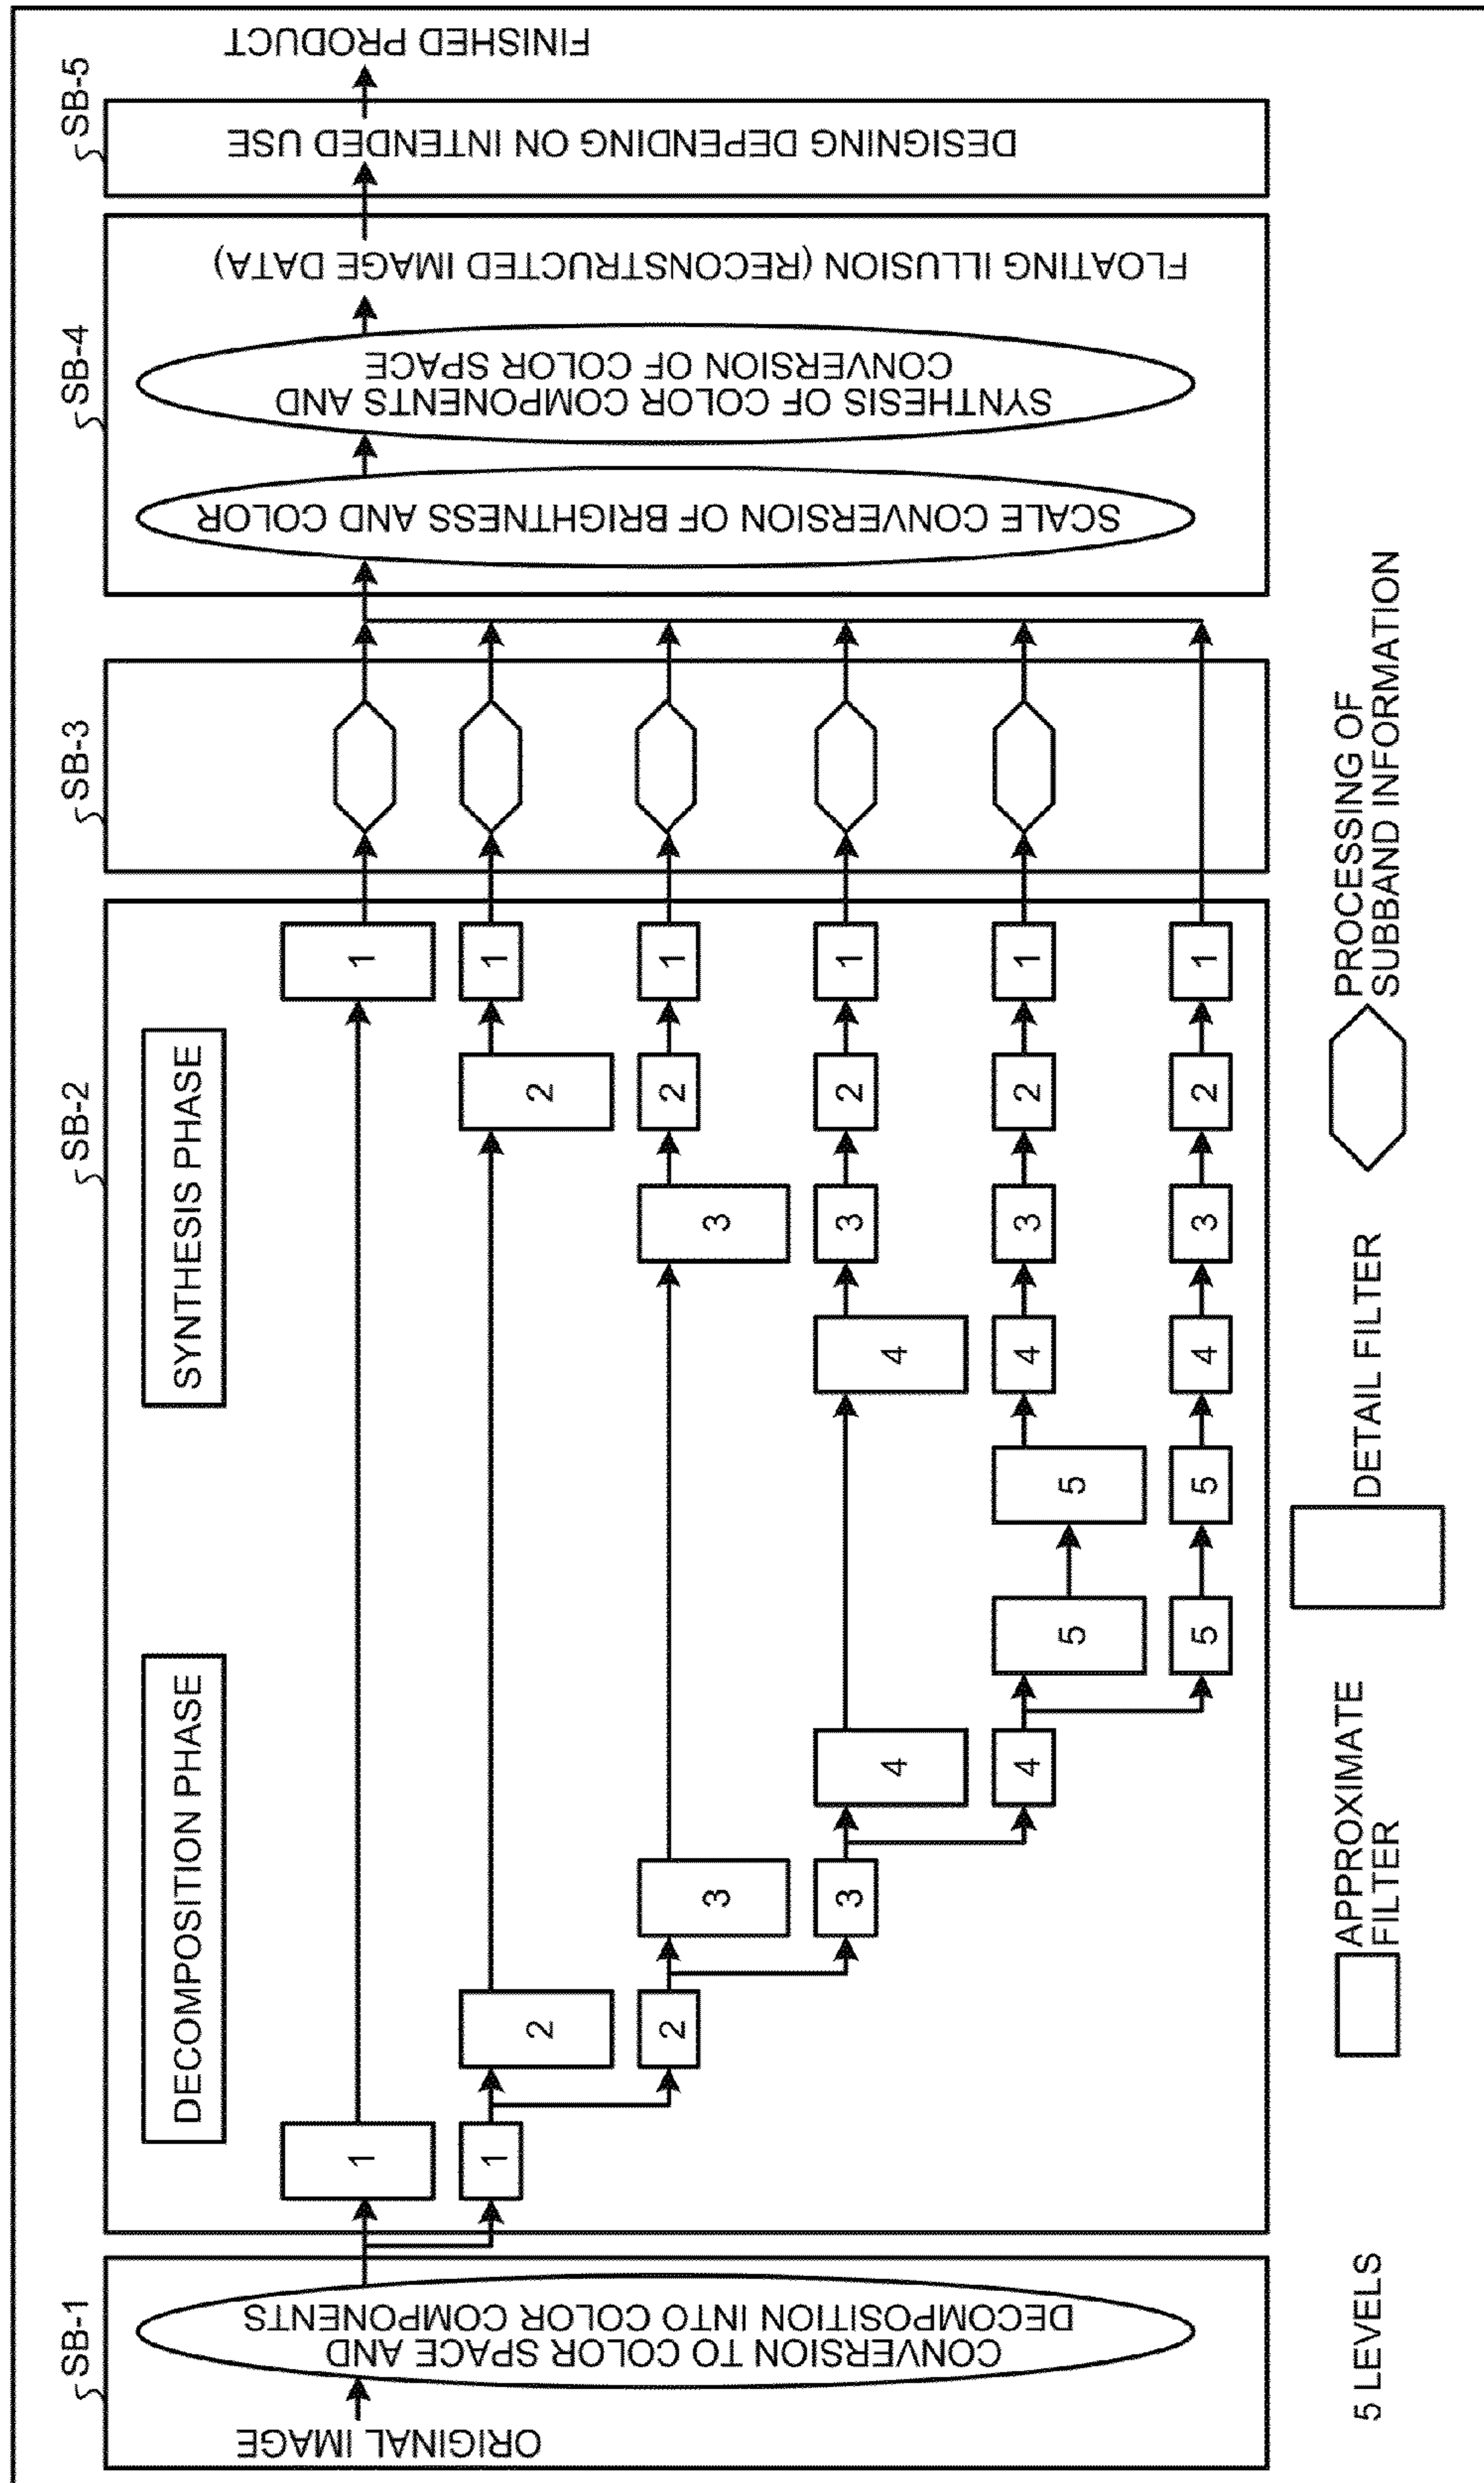 SB-1
ORIGINAL IMAGE
CONVERSION TO COLOR SPACE AND
DECOMPOSITION INTO COLOR COMPONENTS
SB-2
DECOMPOSITION PHASE
SYNTHESIS PHASE
1
1
1
2
2
1
2
3
3
2
1
3
4
4
3
2
1
4
5
5
4
3
2
1
5
5
4
3
2
1
SB-3
SB-4
SCALE CONVERSION OF BRIGHTNESS AND COLOR
SYNTHESIS OF COLOR COMPONENTS AND
CONVERSION OF COLOR SPACE
FLOATING ILLUSION (RECONSTRUCTED IMAGE DATA)
SB-5
DESIGNING DEPENDING ON INTENDED USE
FINISHED PRODUCT
5 LEVELS
APPROXIMATE
FILTER
DETAIL FILTER
PROCESSING OF
SUBBAND INFORMATION